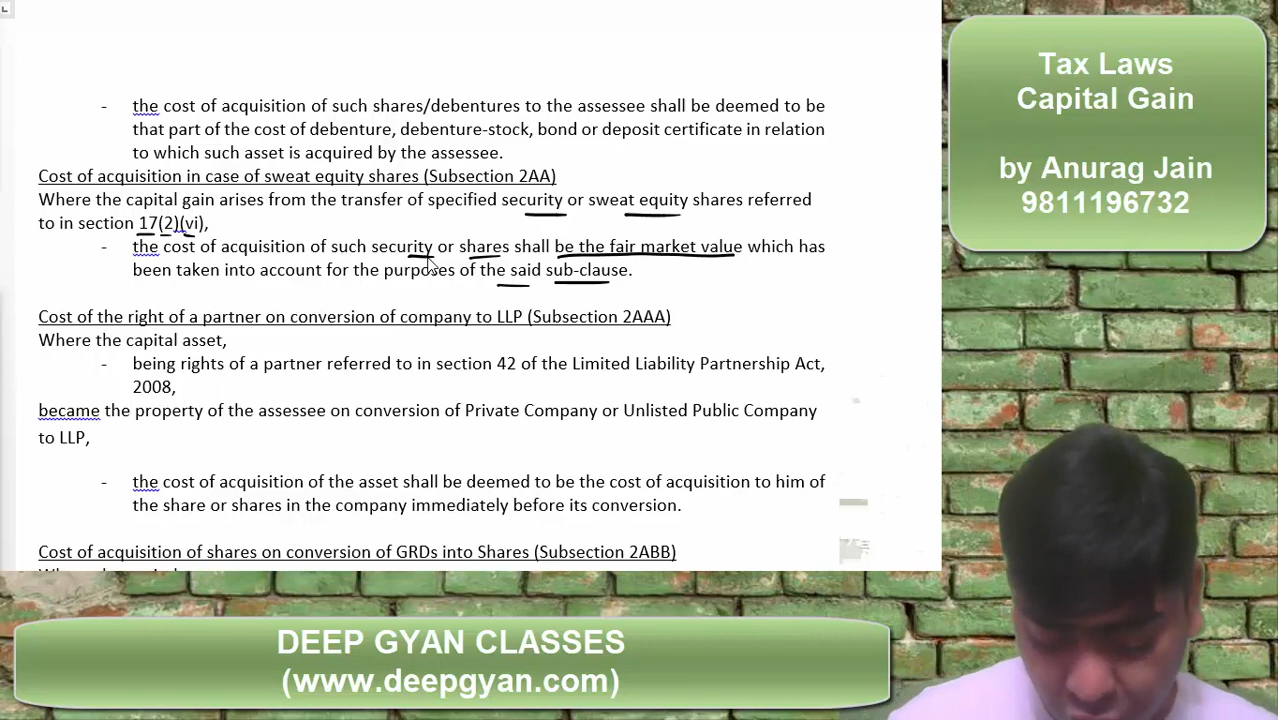 - the cost of acquisition of such shares/debentures to the assessee shall be deemed to be
that part of the cost of debenture, debenture-stock, bond or deposit certificate in relation
to which such asset is acquired by the assessee.
Cost of acquisition in case of sweat equity shares (Subsection 2AA)
Where the capital gain arises from the transfer of specified security or sweat equity shares referred
to in section 17(2)(vi),
- the cost of acquisition of such security or shares shall be the fair market value which has
been taken into account for the purposes of the said sub-clause.
Cost of the right of a partner on conversion of company to LLP (Subsection 2AAA)
Where the capital asset,
- being rights of a partner referred to in section 42 of the Limited Liability Partnership Act,
2008,
became the property of the assessee on conversion of Private Company or Unlisted Public Company
to LLP,
- the cost of acquisition of the asset shall be deemed to be the cost of acquisition to him of
the share or shares in the company immediately before its conversion.
Cost of acquisition of shares on conversion of GRDs into Shares (Subsection 2ABB)
Tax Laws
Capital Gain
by Anurag Jain
9811196732
DEEP GYAN CLASSES
(www.deepgyan.com)